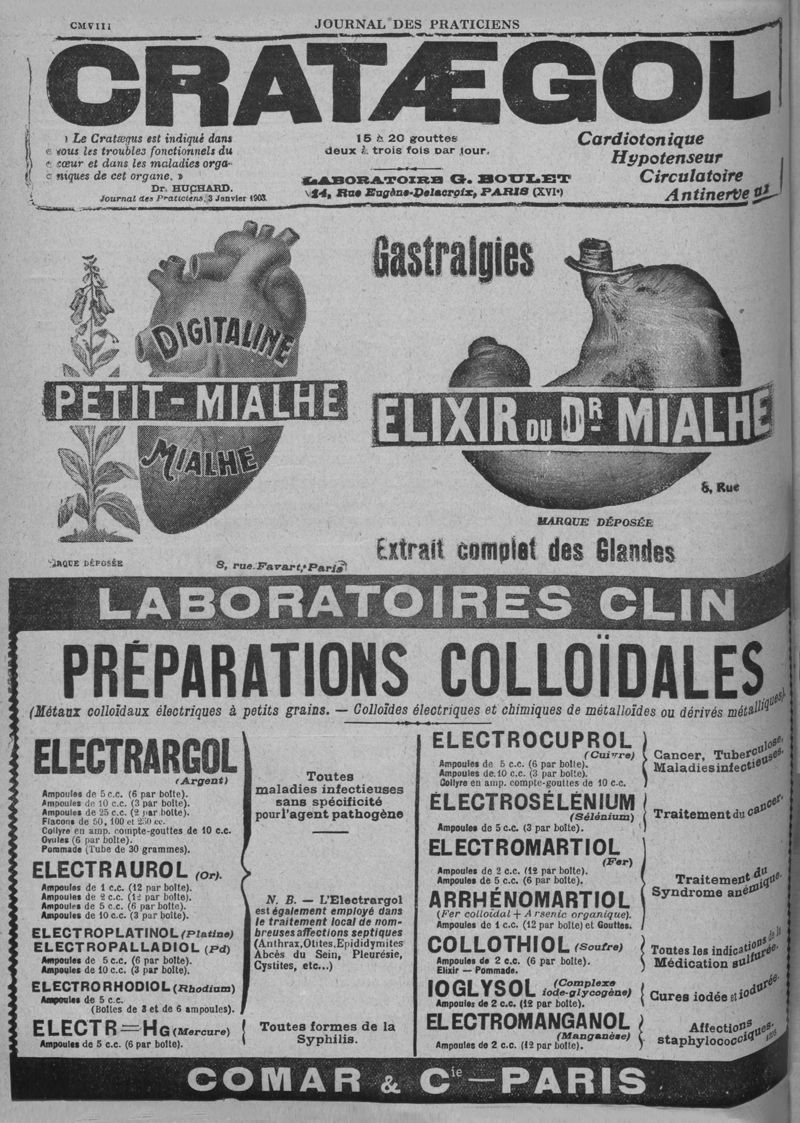 CMVIII
JOURNAL DES PRATICIENS
CRATÆGOL
) Le Cratægus est indiqué dans
« tous les troubles fonctionnels du
« cœur et dans les maladies orga-
« niques de cet organe. »
Dr. HUCHARD.
Journal des Praticiens, 3 Janvier 1903.
15 à 20 gouttes
deux à trois fois par jour.
LABORATOIRE G. BOULET
14, Rue Eugène-Delacroix, PARIS (XVIe)
Cardiotonique
Hypotenseur
Circulatoire
Antinerveux
DIGITALINE
PETIT-MIALHE
MIALHE
MARQUE DÉPOSÉE
8, rue Favart, Paris
Gastralgies
ELIXIR DU DR MIALHE
8, Rue
MARQUE DÉPOSÉE
Extrait complet des Glandes
LABORATOIRES CLIN
PRÉPARATIONS COLLOÏDALES
(Métaux colloïdaux électriques à petits grains. — Colloïdes électriques et chimiques de métalloïdes ou dérivés métalliques).
ELECTRARGOL
(Argent)
Ampoules de 5 c.c. (6 par boîte).
Ampoules de 10 c.c. (3 par boîte).
Ampoules de 25 c.c. (2 par boîte).
Flacons de 50, 100 et 250 cc.
Collyre en amp. compte-gouttes de 10 c.c.
Ovules (6 par boîte).
Pommade (Tube de 30 grammes).
ELECTRAUROL (Or).
Ampoules de 1 c.c. (12 par boîte).
Ampoules de 2 c.c. (12 par boîte).
Ampoules de 5 c.c. (6 par boîte).
Ampoules de 10 c.c. (3 par boîte).
ELECTROPLATINOL (Platine)
ELECTROPALLADIOL (Pd)
Ampoules de 5 c.c. (6 par boîte).
Ampoules de 10 c.c. (3 par boîte).
ELECTRORHODIOL (Rhodium)
Ampoules de 5 c.c.
(Boîtes de 3 et de 6 ampoules).
ELECTR=HG (Mercure)
Ampoules de 5 c.c. (6 par boîte).
Toutes
maladies infectieuses
sans spécificité
pour l'agent pathogène
N. B. — L'Electrargol
est également employé dans
le traitement local de nom-
breuses affections septiques
(Anthrax, Otites, Epididymites
Abcès du Sein, Pleurésie,
Cystites, etc...)
Toutes formes de la
Syphilis.
ELECTROCUPROL
(Cuivre)
Ampoules de 5 c.c. (6 par boîte).
Ampoules de 10 c.c. (3 par boîte).
Collyre en amp. compte-gouttes de 10 c.c.
Cancer, Tuberculose,
Maladies infectieuses.
ÉLECTROSÉLÉNIUM
(Sélénium)
Ampoules de 5 c.c. (3 par boîte).
Traitement du cancer.
ELECTROMARTIOL
(Fer)
Ampoules de 2 c.c. (12 par boîte).
Ampoules de 5 c.c. (6 par boîte).
ARRHÉNOMARTIOL
(Fer colloïdal + Arsenic organique).
Ampoules de 1 c.c. (12 par boîte) et Gouttes.
Traitement du
Syndrome anémique.
COLLOTHIOL (Soufre)
Ampoules de 2 c.c. (6 par boîte).
Elixir — Pommade.
Toutes les indications de la
Médication sulfurée.
IOGLYSOL (Complexe
iode-glycogène)
Ampoules de 2 c.c. (12 par boîte).
Cures iodée et iodurée.
ELECTROMANGANOL
(Manganèse)
Ampoules de 2 c.c. (12 par boîte).
Affections
staphylococciques.
COMAR & Cie — PARIS